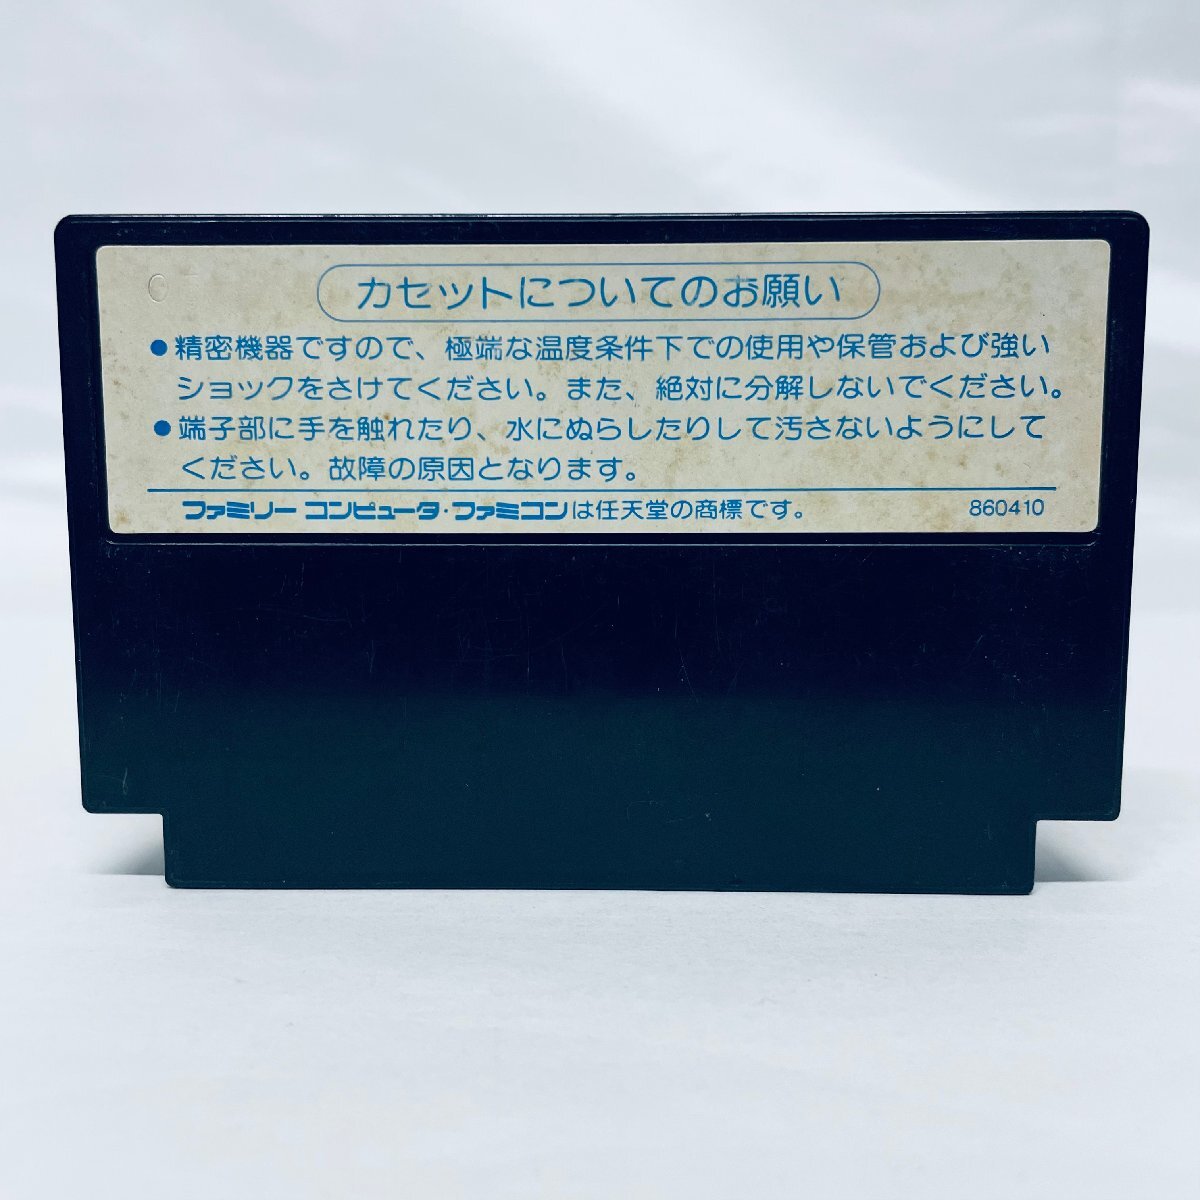 カセットについてのお願い
●精密機器ですので、極端な温度条件下での使用や保管および強い
ショックをさけてください。また、絶対に分解しないでください。
●端子部に手を触れたり、水にぬらしたりして汚さないようにして
ください。故障の原因となります。
ファミリー コンピュータ・ファミコンは任天堂の商標です。 860410